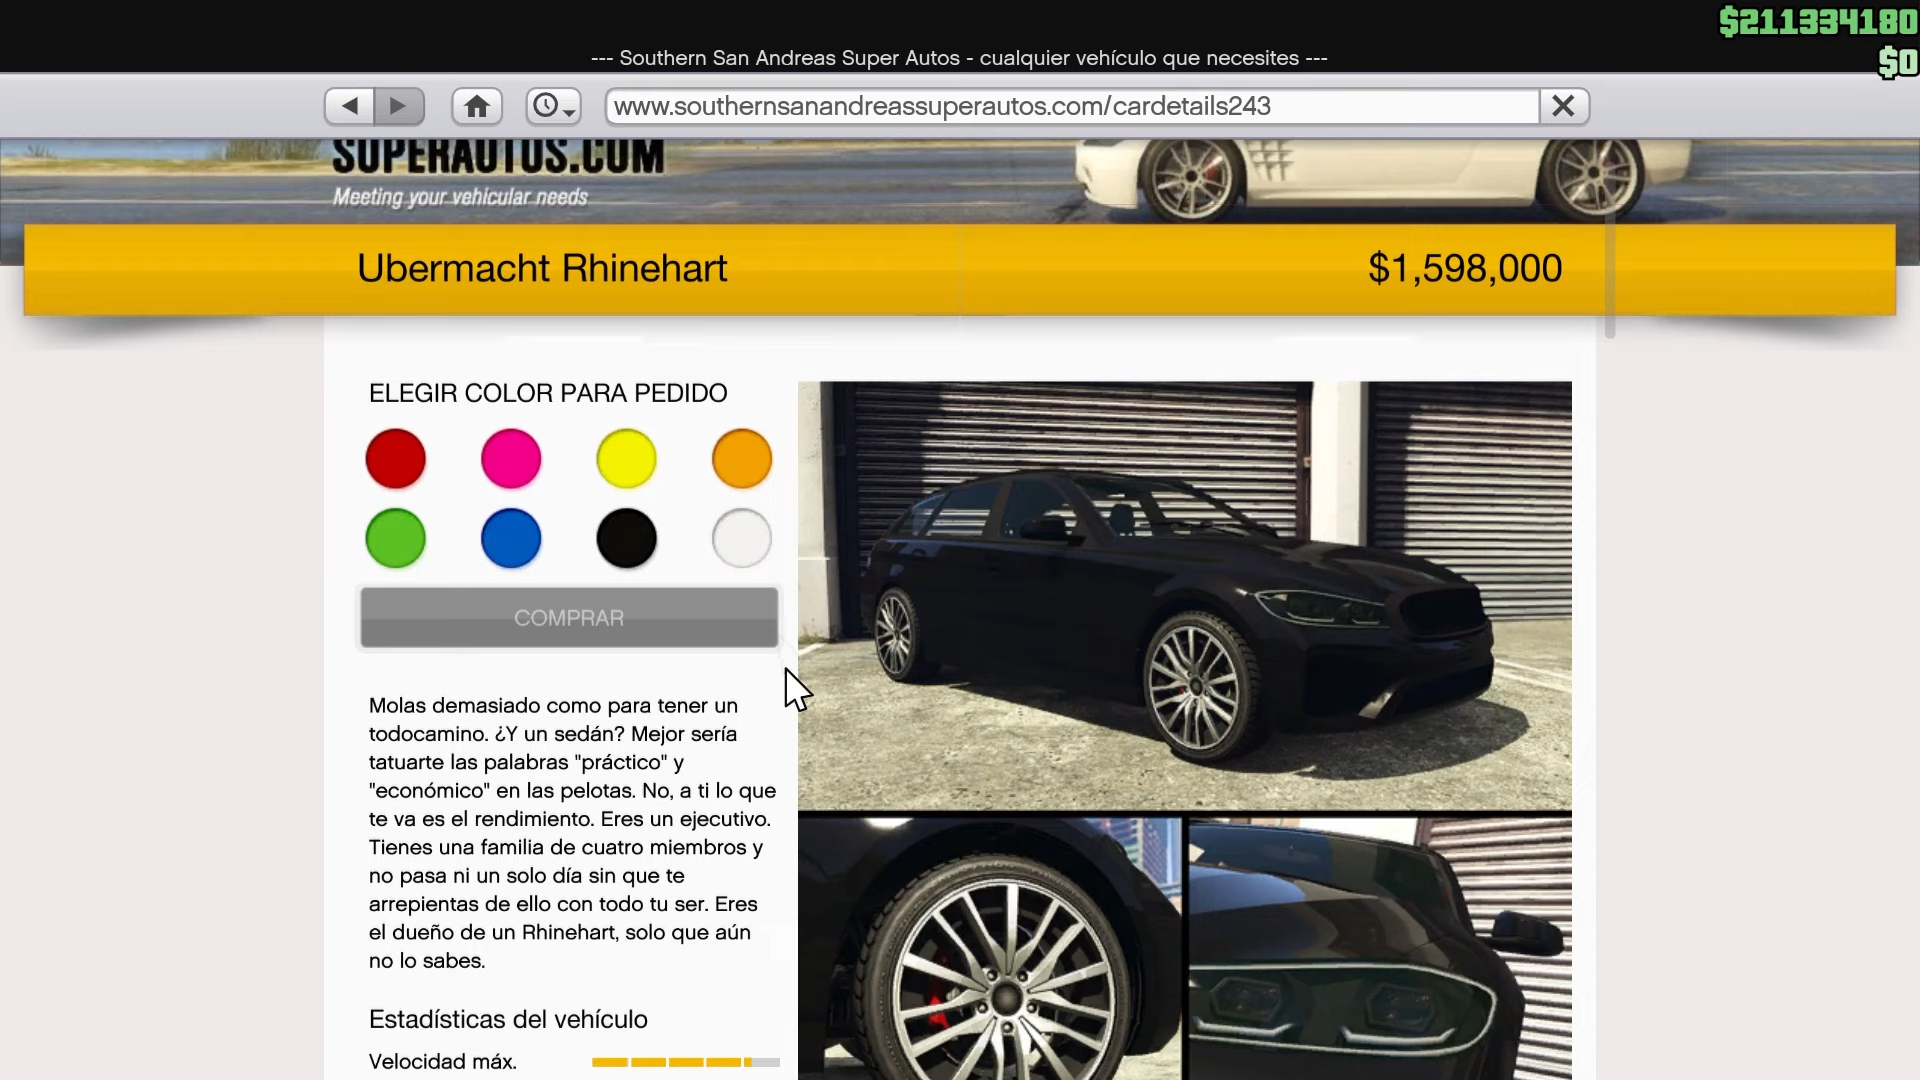 $211334180
--- Southern San Andreas Super Autos - cualquier vehículo que necesites ---
$0
www.southernsanandreassuperautos.com/cardetails243
SUPERAUTOS.COM
Meeting your vehicular needs
Ubermacht Rhinehart
$1,598,000
ELEGIR COLOR PARA PEDIDO
COMPRAR
Molas demasiado como para tener un
todocamino. ¿Y un sedán? Mejor sería
tatuarte las palabras "práctico" y
"económico" en las pelotas. No, a ti lo que
te va es el rendimiento. Eres un ejecutivo.
Tienes una familia de cuatro miembros y
no pasa ni un solo día sin que te
arrepientas de ello con todo tu ser. Eres
el dueño de un Rhinehart, solo que aún
no lo sabes.
Estadísticas del vehículo
Velocidad máx.